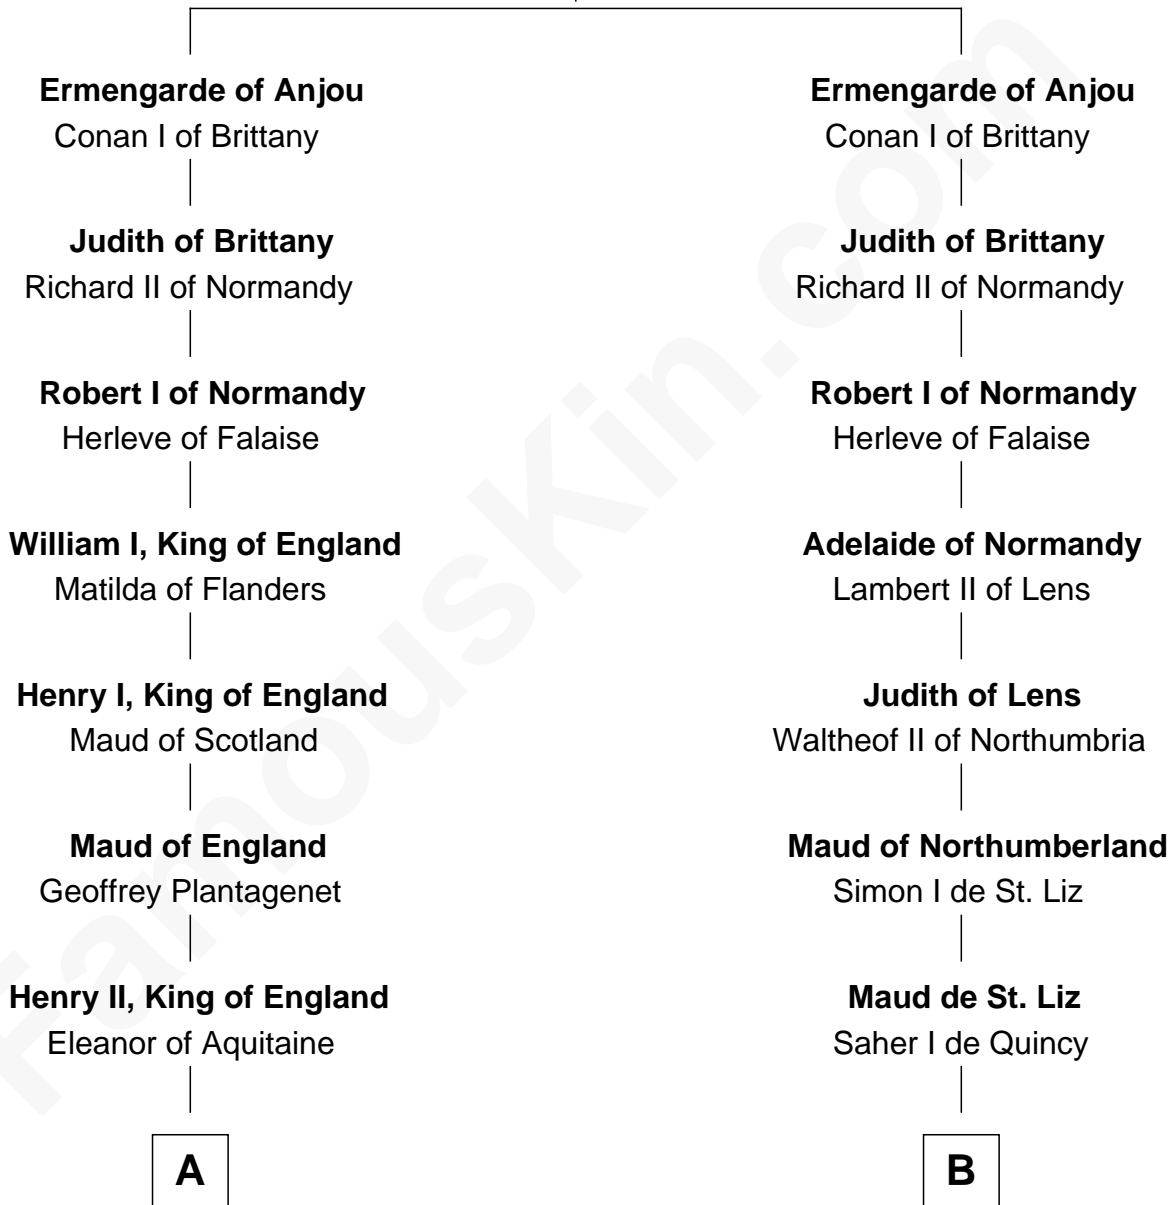 Ermengarde of Anjou
Conan I of Brittany
Judith of Brittany
Richard II of Normandy
Robert I of Normandy
Herleve of Falaise
William I, King of England
Matilda of Flanders
Henry I, King of England
Maud of Scotland
Maud of England
Geoffrey Plantagenet
Henry II, King of England
Eleanor of Aquitaine
A
Ermengarde of Anjou
Conan I of Brittany
Judith of Brittany
Richard II of Normandy
Robert I of Normandy
Herleve of Falaise
Adelaide of Normandy
Lambert II of Lens
Judith of Lens
Waltheof II of Northumbria
Maud of Northumberland
Simon I de St. Liz
Maud de St. Liz
Saher I de Quincy
B
FamousKin.com